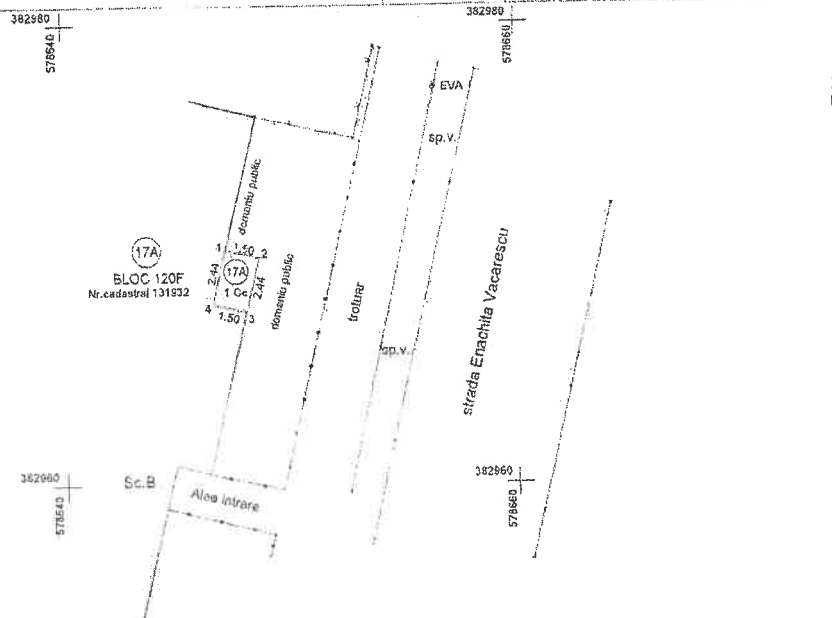 382980
578640
382980
578660
EVA
sp.v.
domeniu public
17A
BLOC 120F
Nr.cadastral 131932
1
1.50
2
2.44
17A
1 Cc
2.44
4
1.50
3
domeniu public
trotuar
sp.v.
strada Enachita Vacarescu
382960
578640
Sc.B
Alee intrare
382960
578660